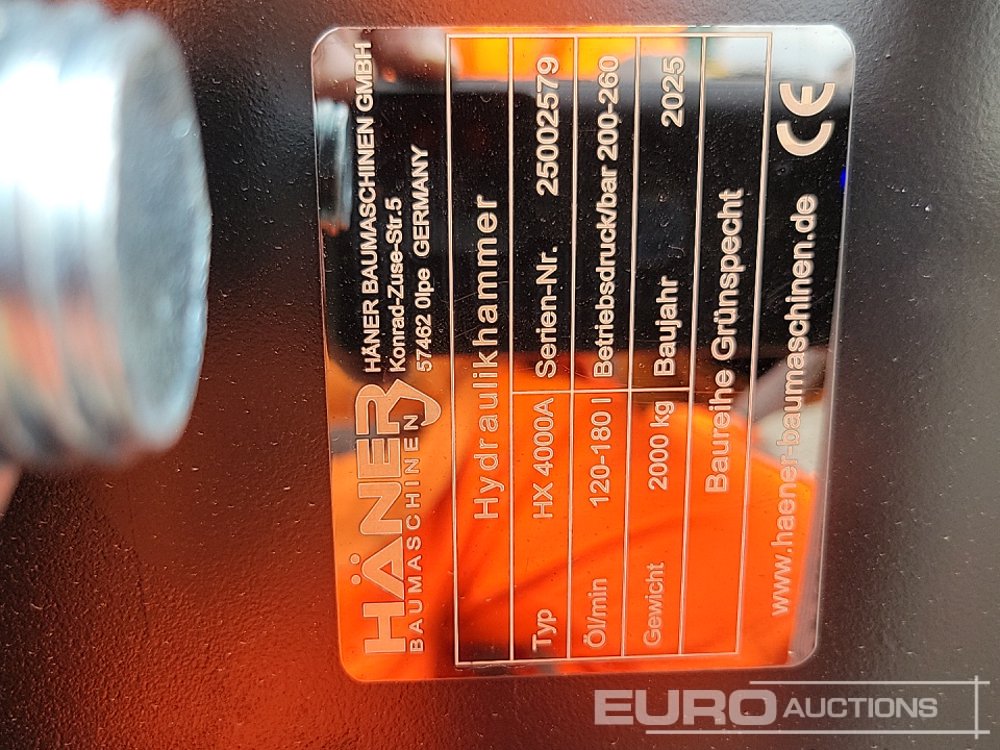 HÄNER
BAUMASCHINEN
HÄNER BAUMASCHINEN GMBH
Konrad-Zuse-Str.5
57462 Olpe GERMANY
Hydraulikhammer
Typ HX 4000A Serien-Nr. 25002579
Öl/min 120-180 l Betriebsdruck/bar 200-260
Gewicht 2000 kg Baujahr 2025
Baureihe Grünspecht
www.haener-baumaschinen.de CE
EURO AUCTIONS